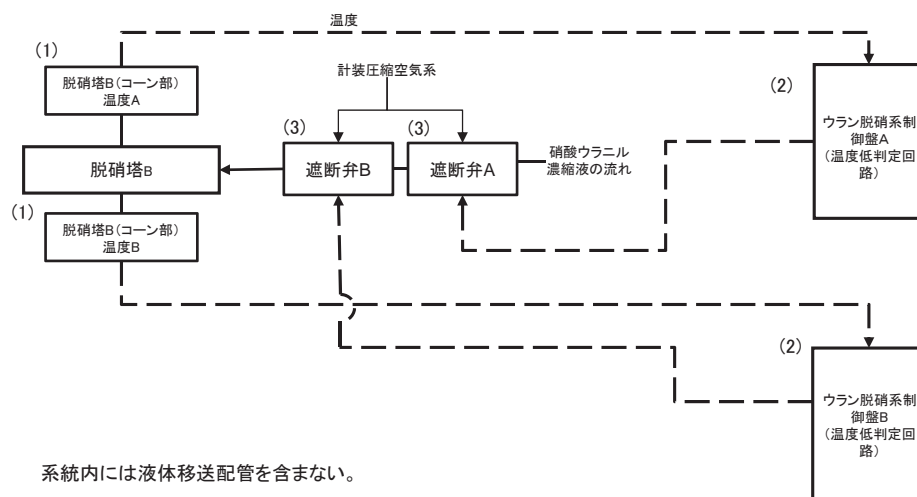 温度
(1)
脱硝塔B(コーン部)
温度A
計装圧縮空気系
(2)
ウラン脱硝系制
御盤A
(温度低判定回
路)
(3)
(3)
脱硝塔B
遮断弁B
遮断弁A
硝酸ウラニル
濃縮液の流れ
(1)
脱硝塔B(コーン部)
温度B
(2)
ウラン脱硝系制
御盤B
(温度低判定回
路)
系統内には液体移送配管を含まない。